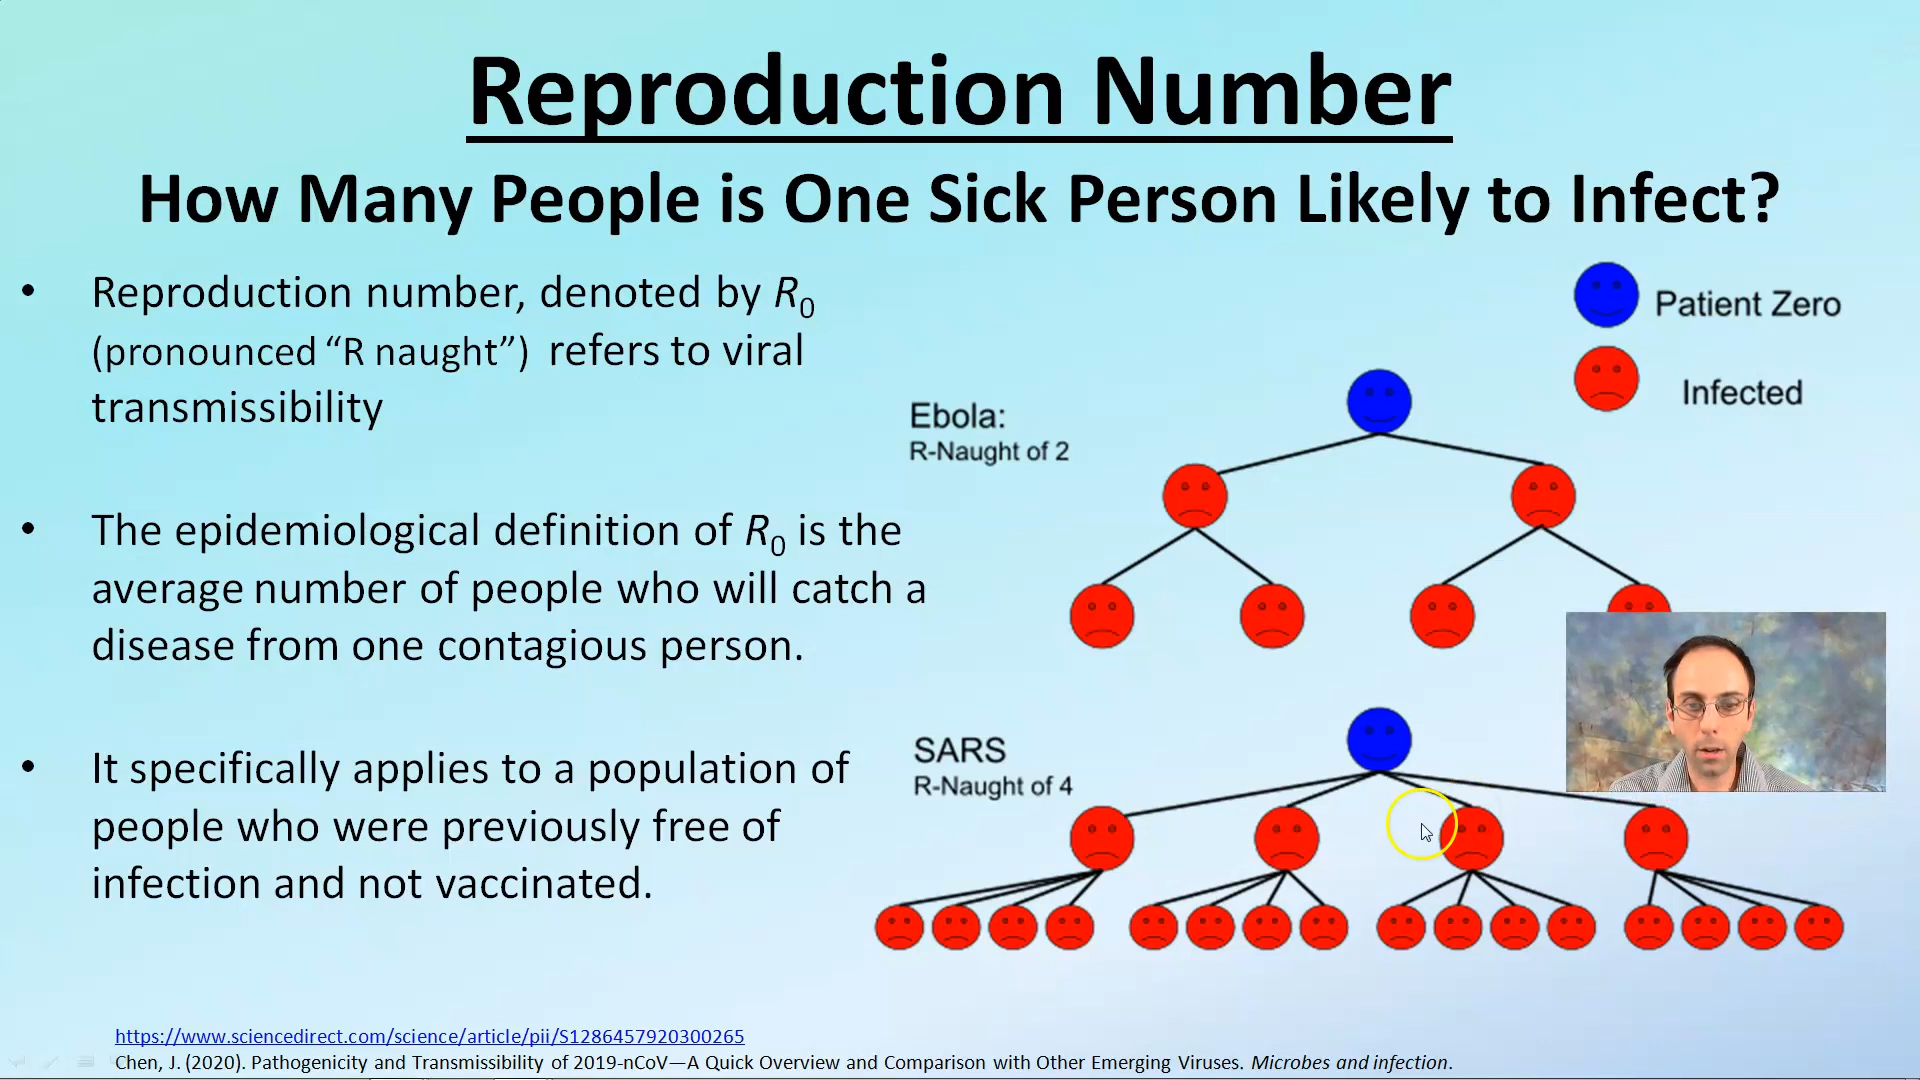 Reproduction Number
How Many People is One Sick Person Likely to Infect?
• Reproduction number, denoted by R0
(pronounced “R naught”) refers to viral
transmissibility
• The epidemiological definition of R0 is the
average number of people who will catch a
disease from one contagious person.
• It specifically applies to a population of
people who were previously free of
infection and not vaccinated.
Patient Zero
Infected
Ebola:
R-Naught of 2
SARS
R-Naught of 4
https://www.sciencedirect.com/science/article/pii/S1286457920300265
Chen, J. (2020). Pathogenicity and Transmissibility of 2019-nCoV—A Quick Overview and Comparison with Other Emerging Viruses. Microbes and infection.